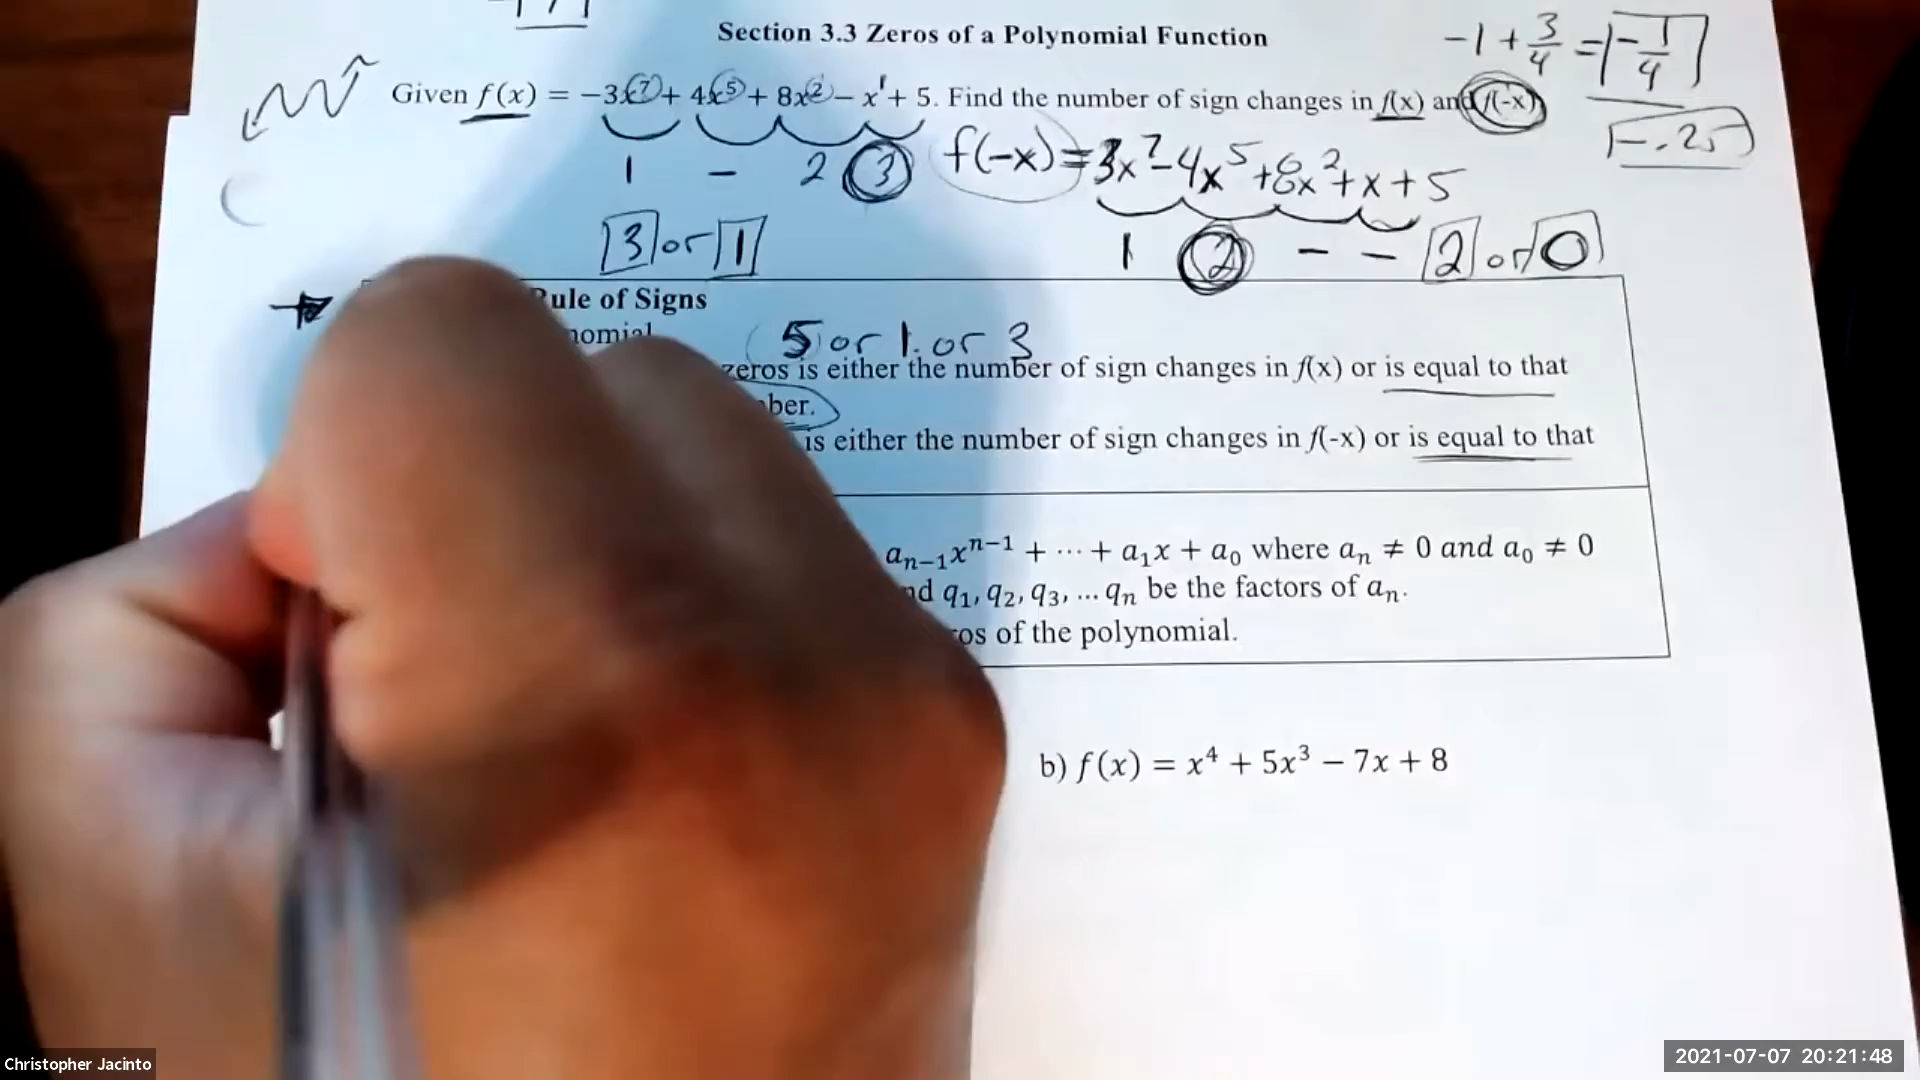 Section 3.3 Zeros of a Polynomial Function
-1 + 3/4 = -1/4
Given f(x) = −3x⁷ + 4x⁵ + 8x² − x¹ + 5. Find the number of sign changes in f(x) and f(-x)
-.25
1 - 2 3 f(-x) = 3x⁷ - 4x⁵ + 8x² + x + 5
3 or 1 1 2 - - 2 or 0
Rule of Signs
5 or 1 or 3
zeros is either the number of sign changes in f(x) or is equal to that
is either the number of sign changes in f(-x) or is equal to that
aₙ₋₁xⁿ⁻¹ + ⋯ + a₁x + a₀ where aₙ ≠ 0 and a₀ ≠ 0
q₁, q₂, q₃, … qₙ be the factors of aₙ.
of the polynomial.
b) f(x) = x⁴ + 5x³ − 7x + 8
Christopher Jacinto
2021-07-07 20:21:48